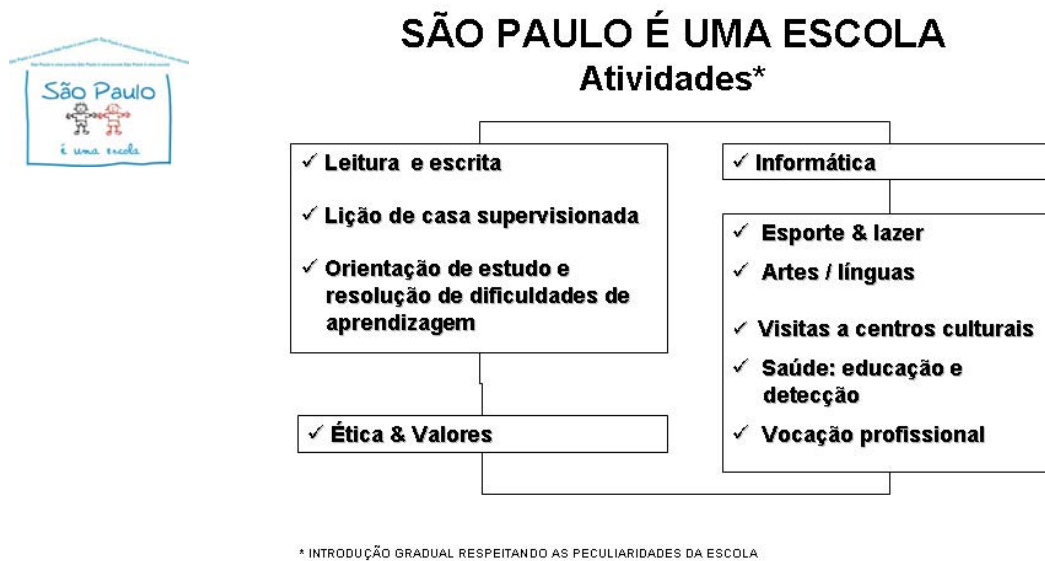 SÃO PAULO É UMA ESCOLA
Atividades*
São Paulo
é uma escola
✓ Leitura e escrita
✓ Lição de casa supervisionada
✓ Orientação de estudo e
resolução de dificuldades de
aprendizagem
✓ Ética & Valores
✓ Informática
✓ Esporte & lazer
✓ Artes / línguas
✓ Visitas a centros culturais
✓ Saúde: educação e
detecção
✓ Vocação profissional
* INTRODUÇÃO GRADUAL RESPEITANDO AS PECULIARIDADES DA ESCOLA